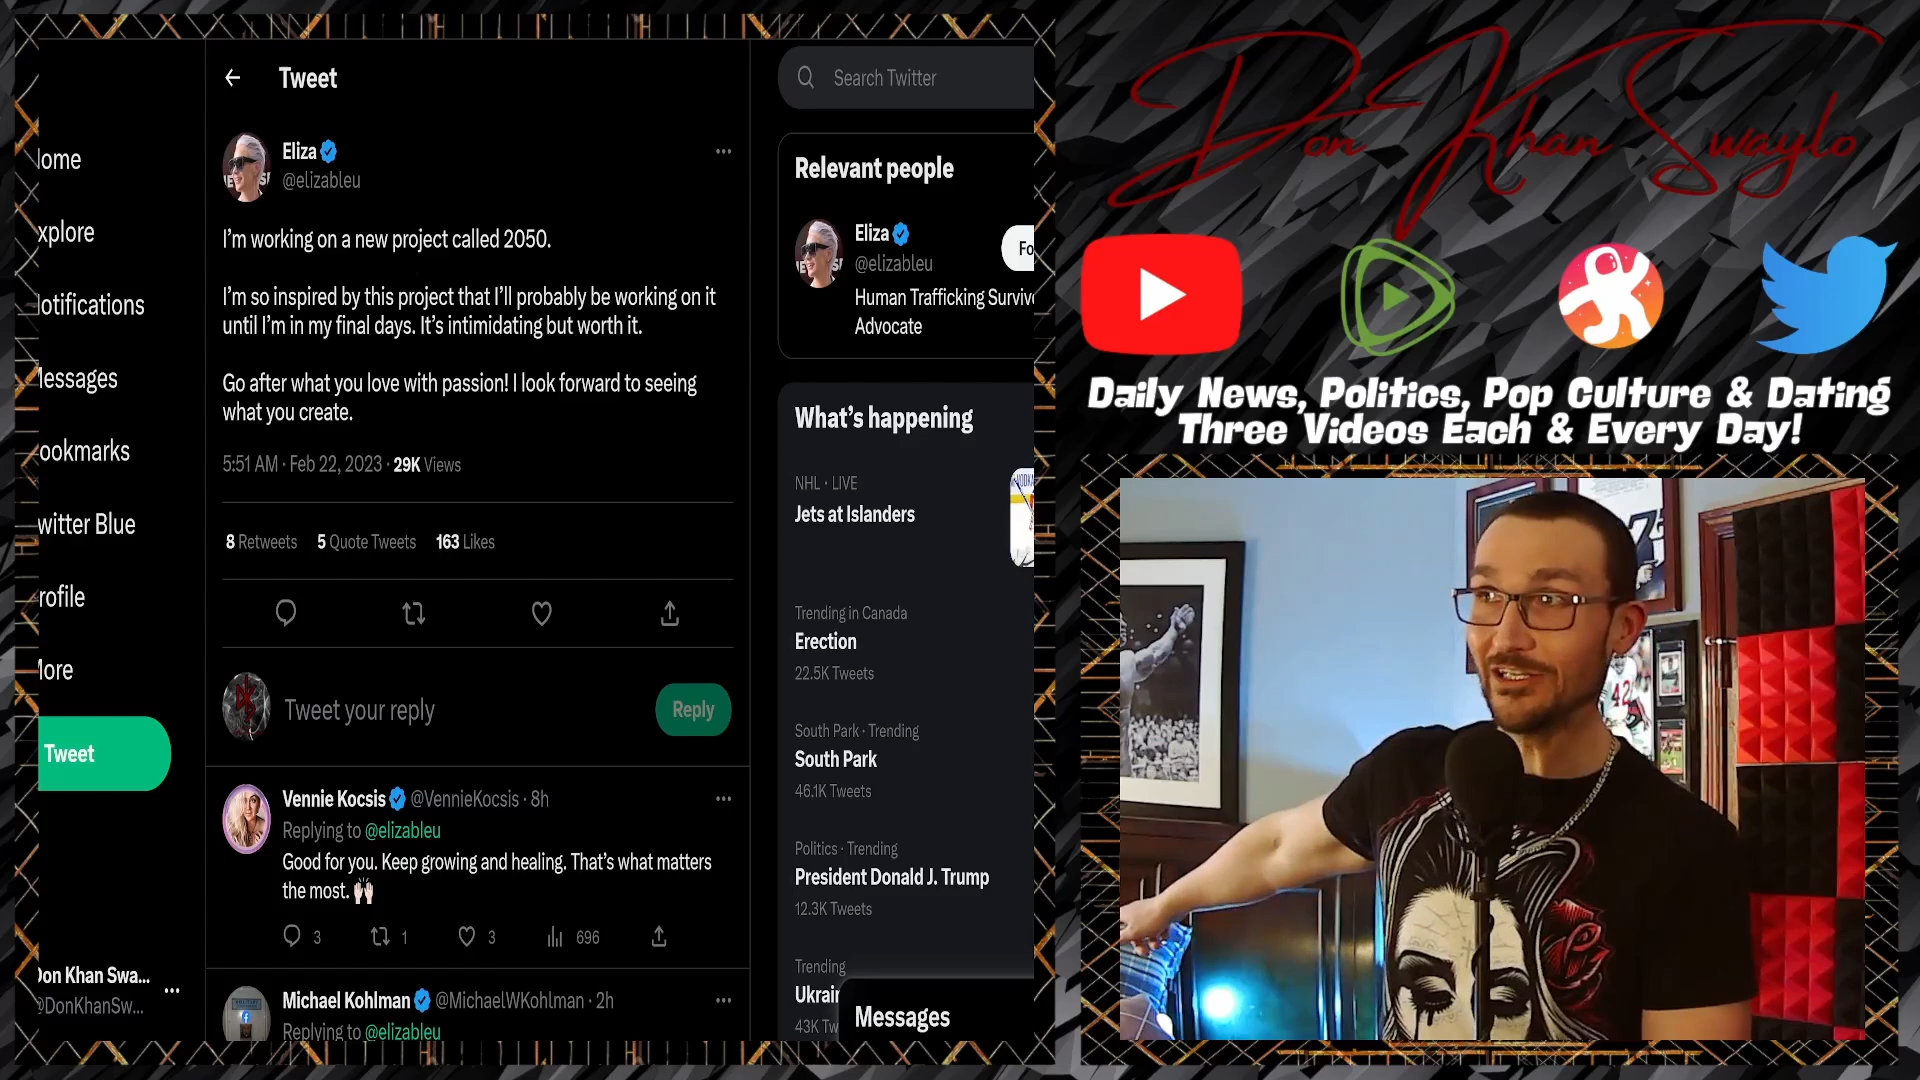 ome
xplore
otifications
essages
ookmarks
witter Blue
rofile
ore
Tweet
Don Khan Swa...
@DonKhanSw...
Tweet
Eliza
@elizableu
I'm working on a new project called 2050.
I'm so inspired by this project that I'll probably be working on it
until I'm in my final days. It's intimidating but worth it.
Go after what you love with passion! I look forward to seeing
what you create.
5:51 AM · Feb 22, 2023 · 29K Views
8 Retweets 5 Quote Tweets 163 Likes
Tweet your reply
Reply
Vennie Kocsis @VennieKocsis · 8h
Replying to @elizableu
Good for you. Keep growing and healing. That's what matters
the most. 🙌🏻
3 1 3 696
Michael Kohlman @MichaelWKohlman · 2h
Replying to @elizableu
Search Twitter
Relevant people
Eliza
@elizableu
Fo
Human Trafficking Survivo
Advocate
What's happening
NHL · LIVE
Jets at Islanders
Trending in Canada
Erection
22.5K Tweets
South Park · Trending
South Park
46.1K Tweets
Politics · Trending
President Donald J. Trump
12.3K Tweets
Trending
Ukrain
43K Tw
Messages
Don Khan Swaylo
Daily News, Politics, Pop Culture & Dating
Three Videos Each & Every Day!
42